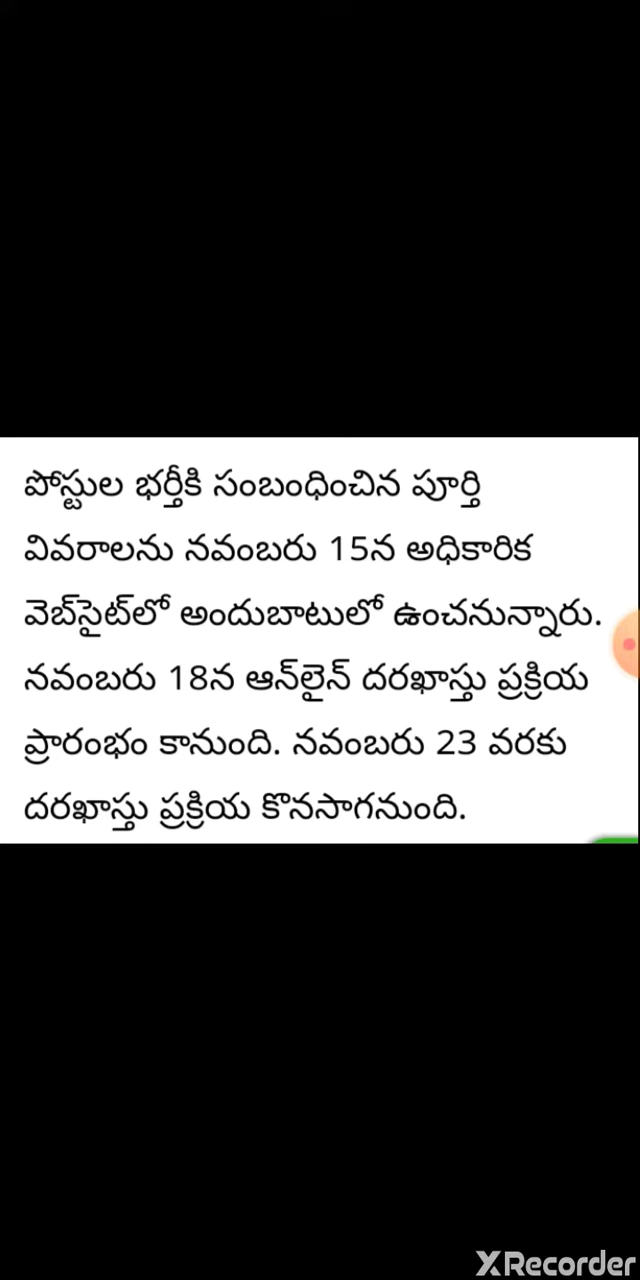 పోస్టుల భర్తీకి సంబంధించిన పూర్తి
వివరాలను నవంబరు 15న అధికారిక
వెబ్‌సైట్‌లో అందుబాటులో ఉంచనున్నారు.
నవంబరు 18న ఆన్‌లైన్ దరఖాస్తు ప్రక్రియ
ప్రారంభం కానుంది. నవంబరు 23 వరకు
దరఖాస్తు ప్రక్రియ కొనసాగనుంది.
XRecorder